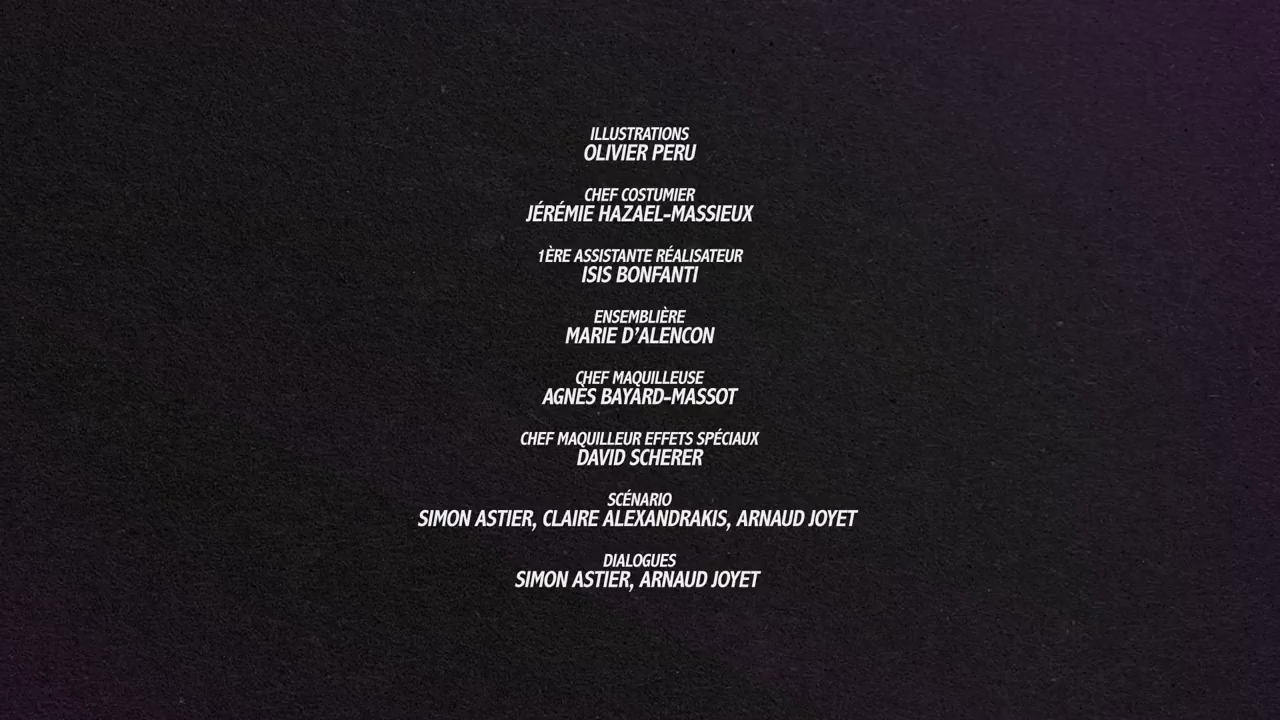 ILLUSTRATIONS
OLIVIER PERU
CHEF COSTUMIER
JÉRÉMIE HAZAEL-MASSIEUX
1ÈRE ASSISTANTE RÉALISATEUR
ISIS BONFANTI
ENSEMBLIÈRE
MARIE D'ALENCON
CHEF MAQUILLEUSE
AGNÈS BAYARD-MASSOT
CHEF MAQUILLEUR EFFETS SPÉCIAUX
DAVID SCHERER
SCÉNARIO
SIMON ASTIER, CLAIRE ALEXANDRAKIS, ARNAUD JOYET
DIALOGUES
SIMON ASTIER, ARNAUD JOYET